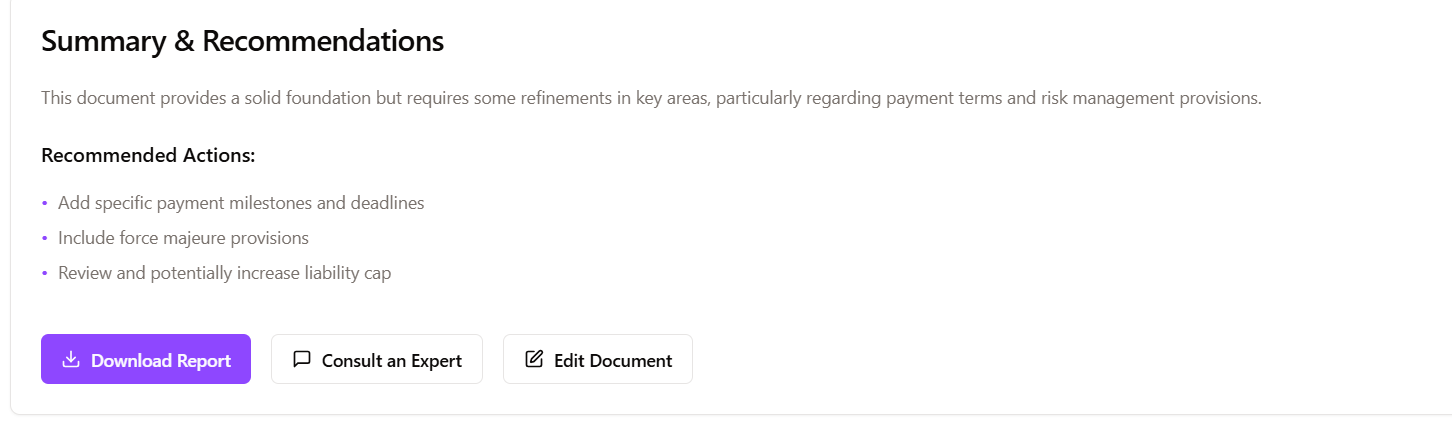 Summary & Recommendations
This document provides a solid foundation but requires some refinements in key areas, particularly regarding payment terms and risk management provisions.
Recommended Actions:
• Add specific payment milestones and deadlines
• Include force majeure provisions
• Review and potentially increase liability cap
Download Report Consult an Expert Edit Document